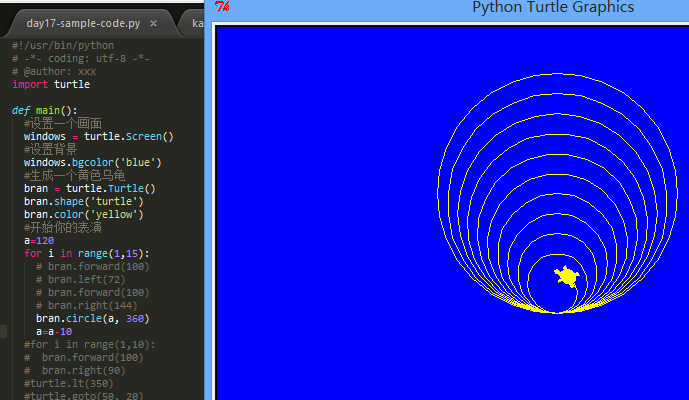 day17-sample-code.py ×
ka
Python Turtle Graphics
#!/usr/bin/python
# -*- coding: utf-8 -*-
# @author: xxx
import turtle
def main():
#设置一个画面
windows = turtle.Screen()
#设置背景
windows.bgcolor('blue')
#生成一个黄色乌龟
bran = turtle.Turtle()
bran.shape('turtle')
bran.color('yellow')
#开始你的表演
a=120
for i in range(1,15):
# bran.forward(100)
# bran.left(72)
# bran.forward(100)
# bran.right(144)
bran.circle(a, 360)
a=a-10
#for i in range(1,10):
#  bran.forward(100)
#  bran.right(90)
#turtle.lt(350)
#turtle.goto(50, 20)